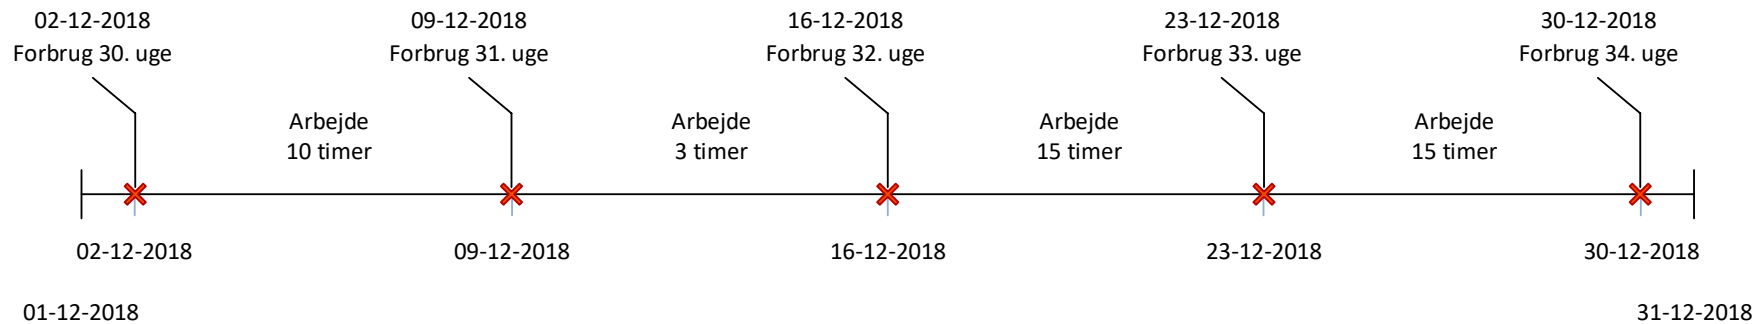 02-12-2018
Forbrug 30. uge
09-12-2018
Forbrug 31. uge
16-12-2018
Forbrug 32. uge
23-12-2018
Forbrug 33. uge
30-12-2018
Forbrug 34. uge
Arbejde
10 timer
Arbejde
3 timer
Arbejde
15 timer
Arbejde
15 timer
02-12-2018
09-12-2018
16-12-2018
23-12-2018
30-12-2018
01-12-2018
31-12-2018